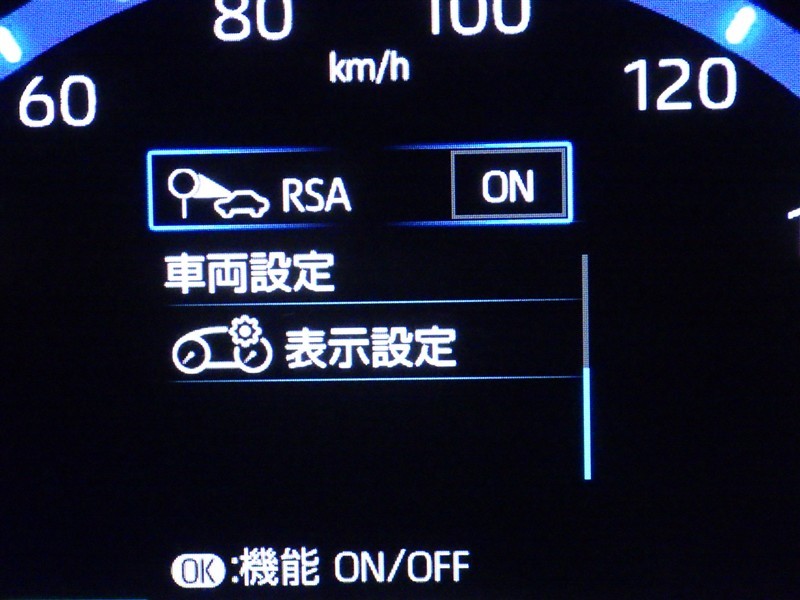 80 100
km/h
60 120
RSA ON
車両設定
表示設定
OK:機能 ON/OFF